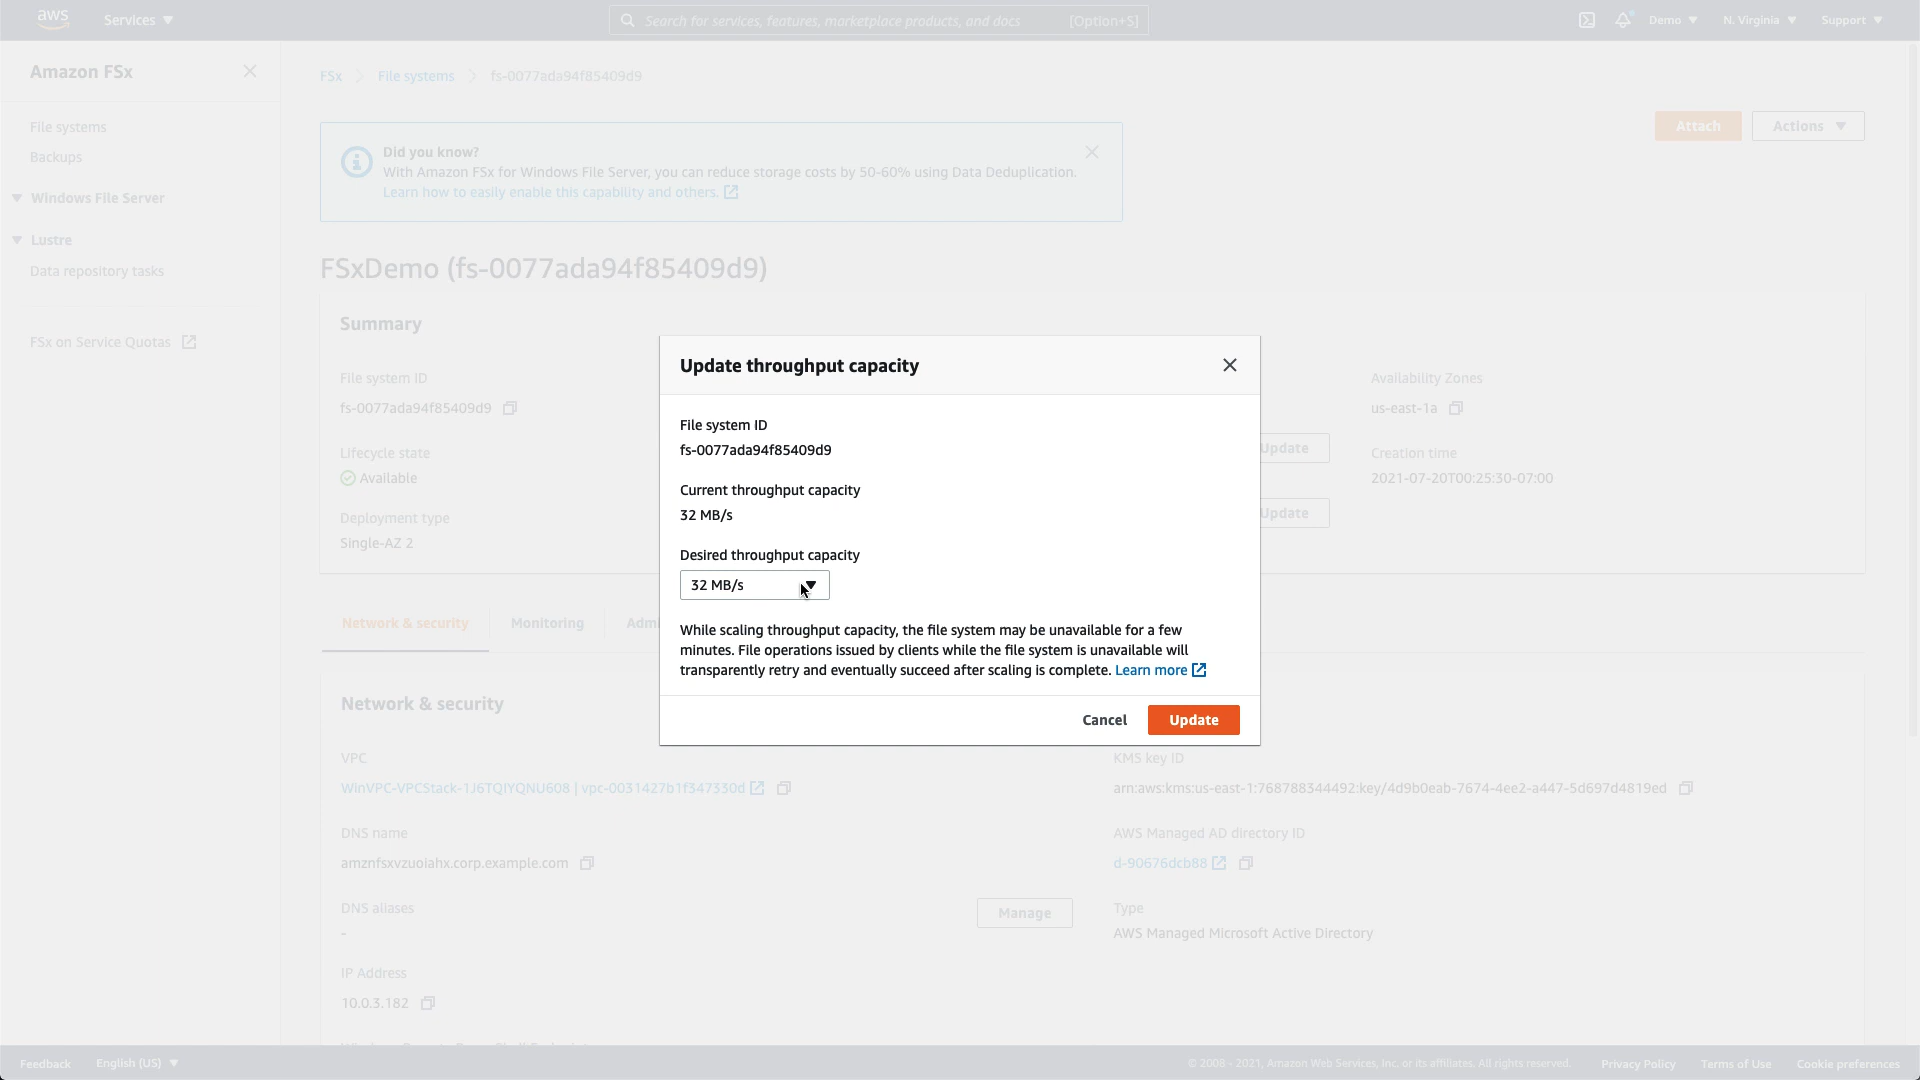 aws
Services
Search for services, features, marketplace products, and docs
[Option+S]
Demo
N. Virginia
Support
Amazon FSx
File systems
Backups
Windows File Server
Lustre
Data repository tasks
FSx on Service Quotas
FSx
File systems
fs-0077ada94f85409d9
Attach
Actions
Did you know?
With Amazon FSx for Windows File Server, you can reduce storage costs by 50-60% using Data Deduplication.
Learn how to easily enable this capability and others.
FSxDemo (fs-0077ada94f85409d9)
Summary
File system ID
fs-0077ada94f85409d9
Lifecycle state
Available
Deployment type
Single-AZ 2
Update
Update
Availability Zones
us-east-1a
Creation time
2021-07-20T00:25:30-07:00
Update throughput capacity
File system ID
fs-0077ada94f85409d9
Current throughput capacity
32 MB/s
Desired throughput capacity
32 MB/s
While scaling throughput capacity, the file system may be unavailable for a few
minutes. File operations issued by clients while the file system is unavailable will
transparently retry and eventually succeed after scaling is complete. Learn more
Cancel
Update
Network & security
Monitoring
Network & security
VPC
WinVPC-VPCStack-1J6TQIYQNU608 | vpc-0031427b1f347330d
DNS name
amznfsxvzuoiahx.corp.example.com
DNS aliases
-
Manage
IP Address
10.0.3.182
KMS key ID
arn:aws:kms:us-east-1:768788344492:key/4d9b0eab-7674-4ee2-a447-5d697d4819ed
AWS Managed AD directory ID
d-90676dcb88
Type
AWS Managed Microsoft Active Directory
Feedback
English (US)
© 2008 - 2021, Amazon Web Services, Inc. or its affiliates. All rights reserved.
Privacy Policy
Terms of Use
Cookie preferences